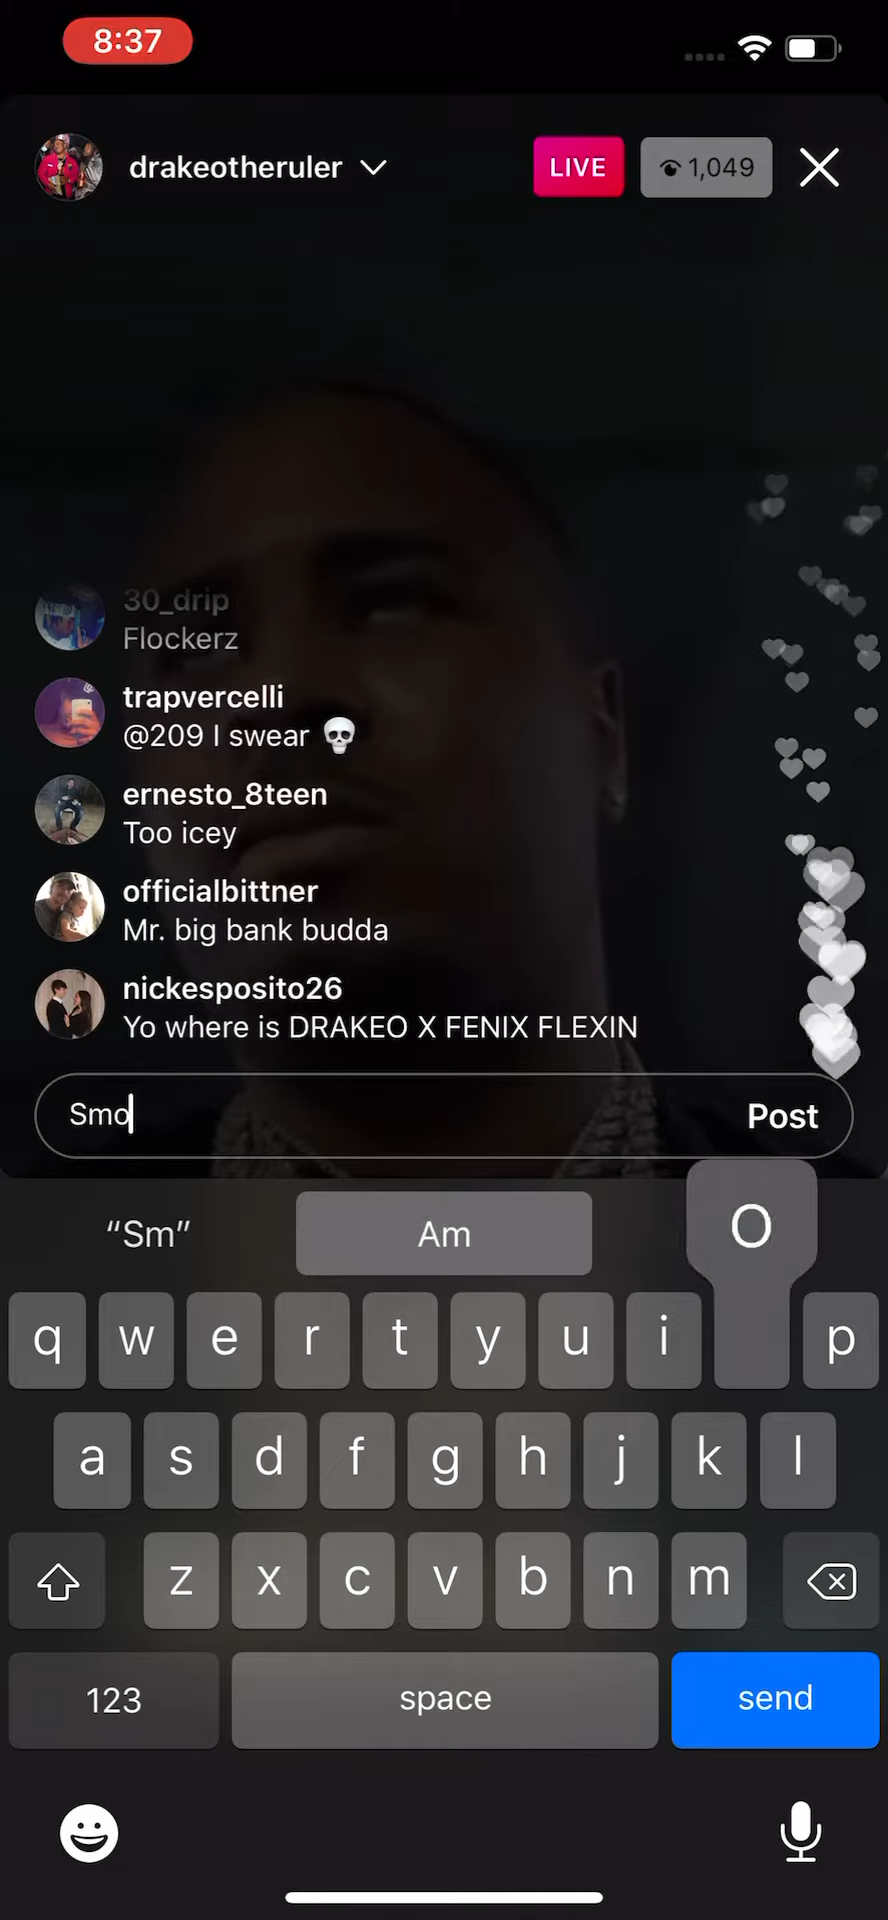 8:37
drakeotheruler
LIVE
1,049
30_drip
Flockerz
trapvercelli
@209 I swear 💀
ernesto_8teen
Too icey
officialbittner
Mr. big bank budda
nickesposito26
Yo where is DRAKEO X FENIX FLEXIN
Smo
Post
“Sm”
Am
O
q w e r t y u i p
a s d f g h j k l
z x c v b n m
123
space
send